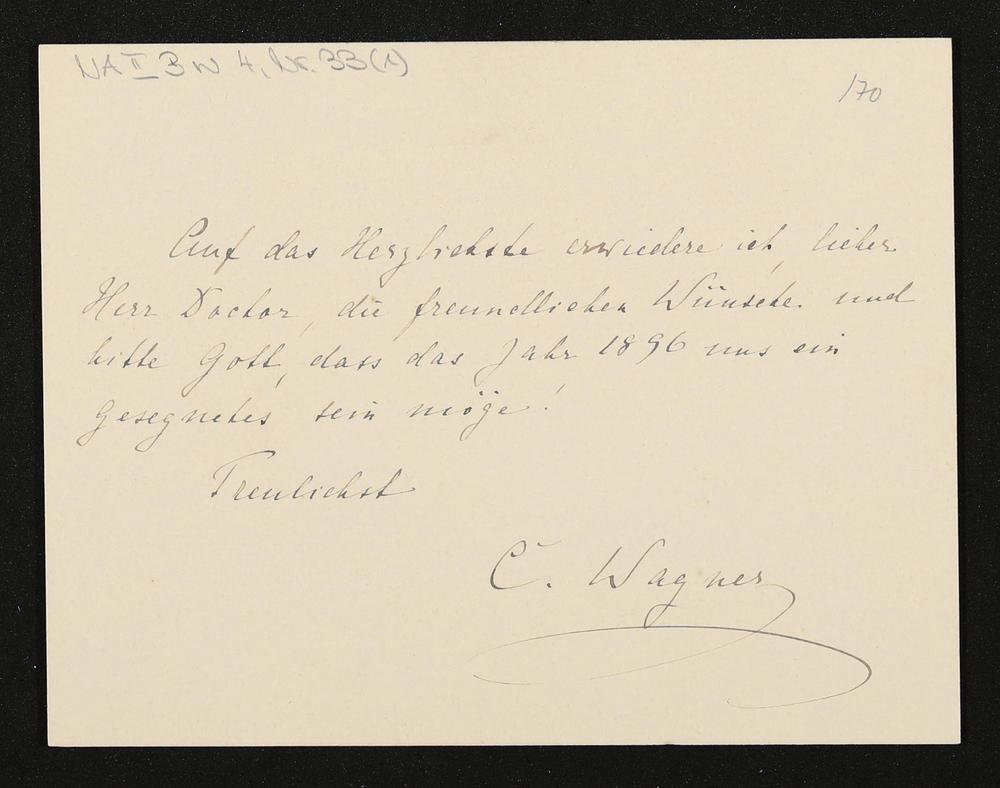 NA II B w 4, Nr. 33(1)
170
Auf das Herzlichste erwiedere ich, lieber
Herr Doctor, die freundlichen Wünsche und
bitte Gott, dass das Jahr 1896 uns ein
gesegnetes sein möge!
Treulichst
C. Wagner